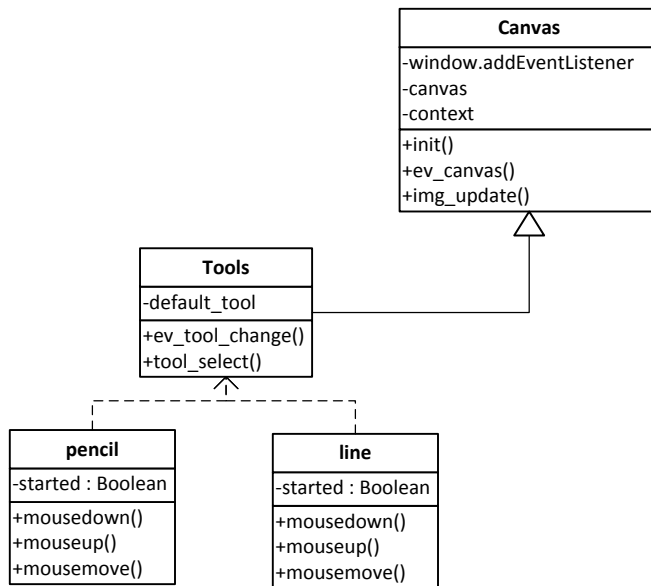 Canvas
-window.addEventListener
-canvas
-context
+init()
+ev_canvas()
+img_update()
Tools
-default_tool
+ev_tool_change()
+tool_select()
pencil
-started : Boolean
+mousedown()
+mouseup()
+mousemove()
line
-started : Boolean
+mousedown()
+mouseup()
+mousemove()